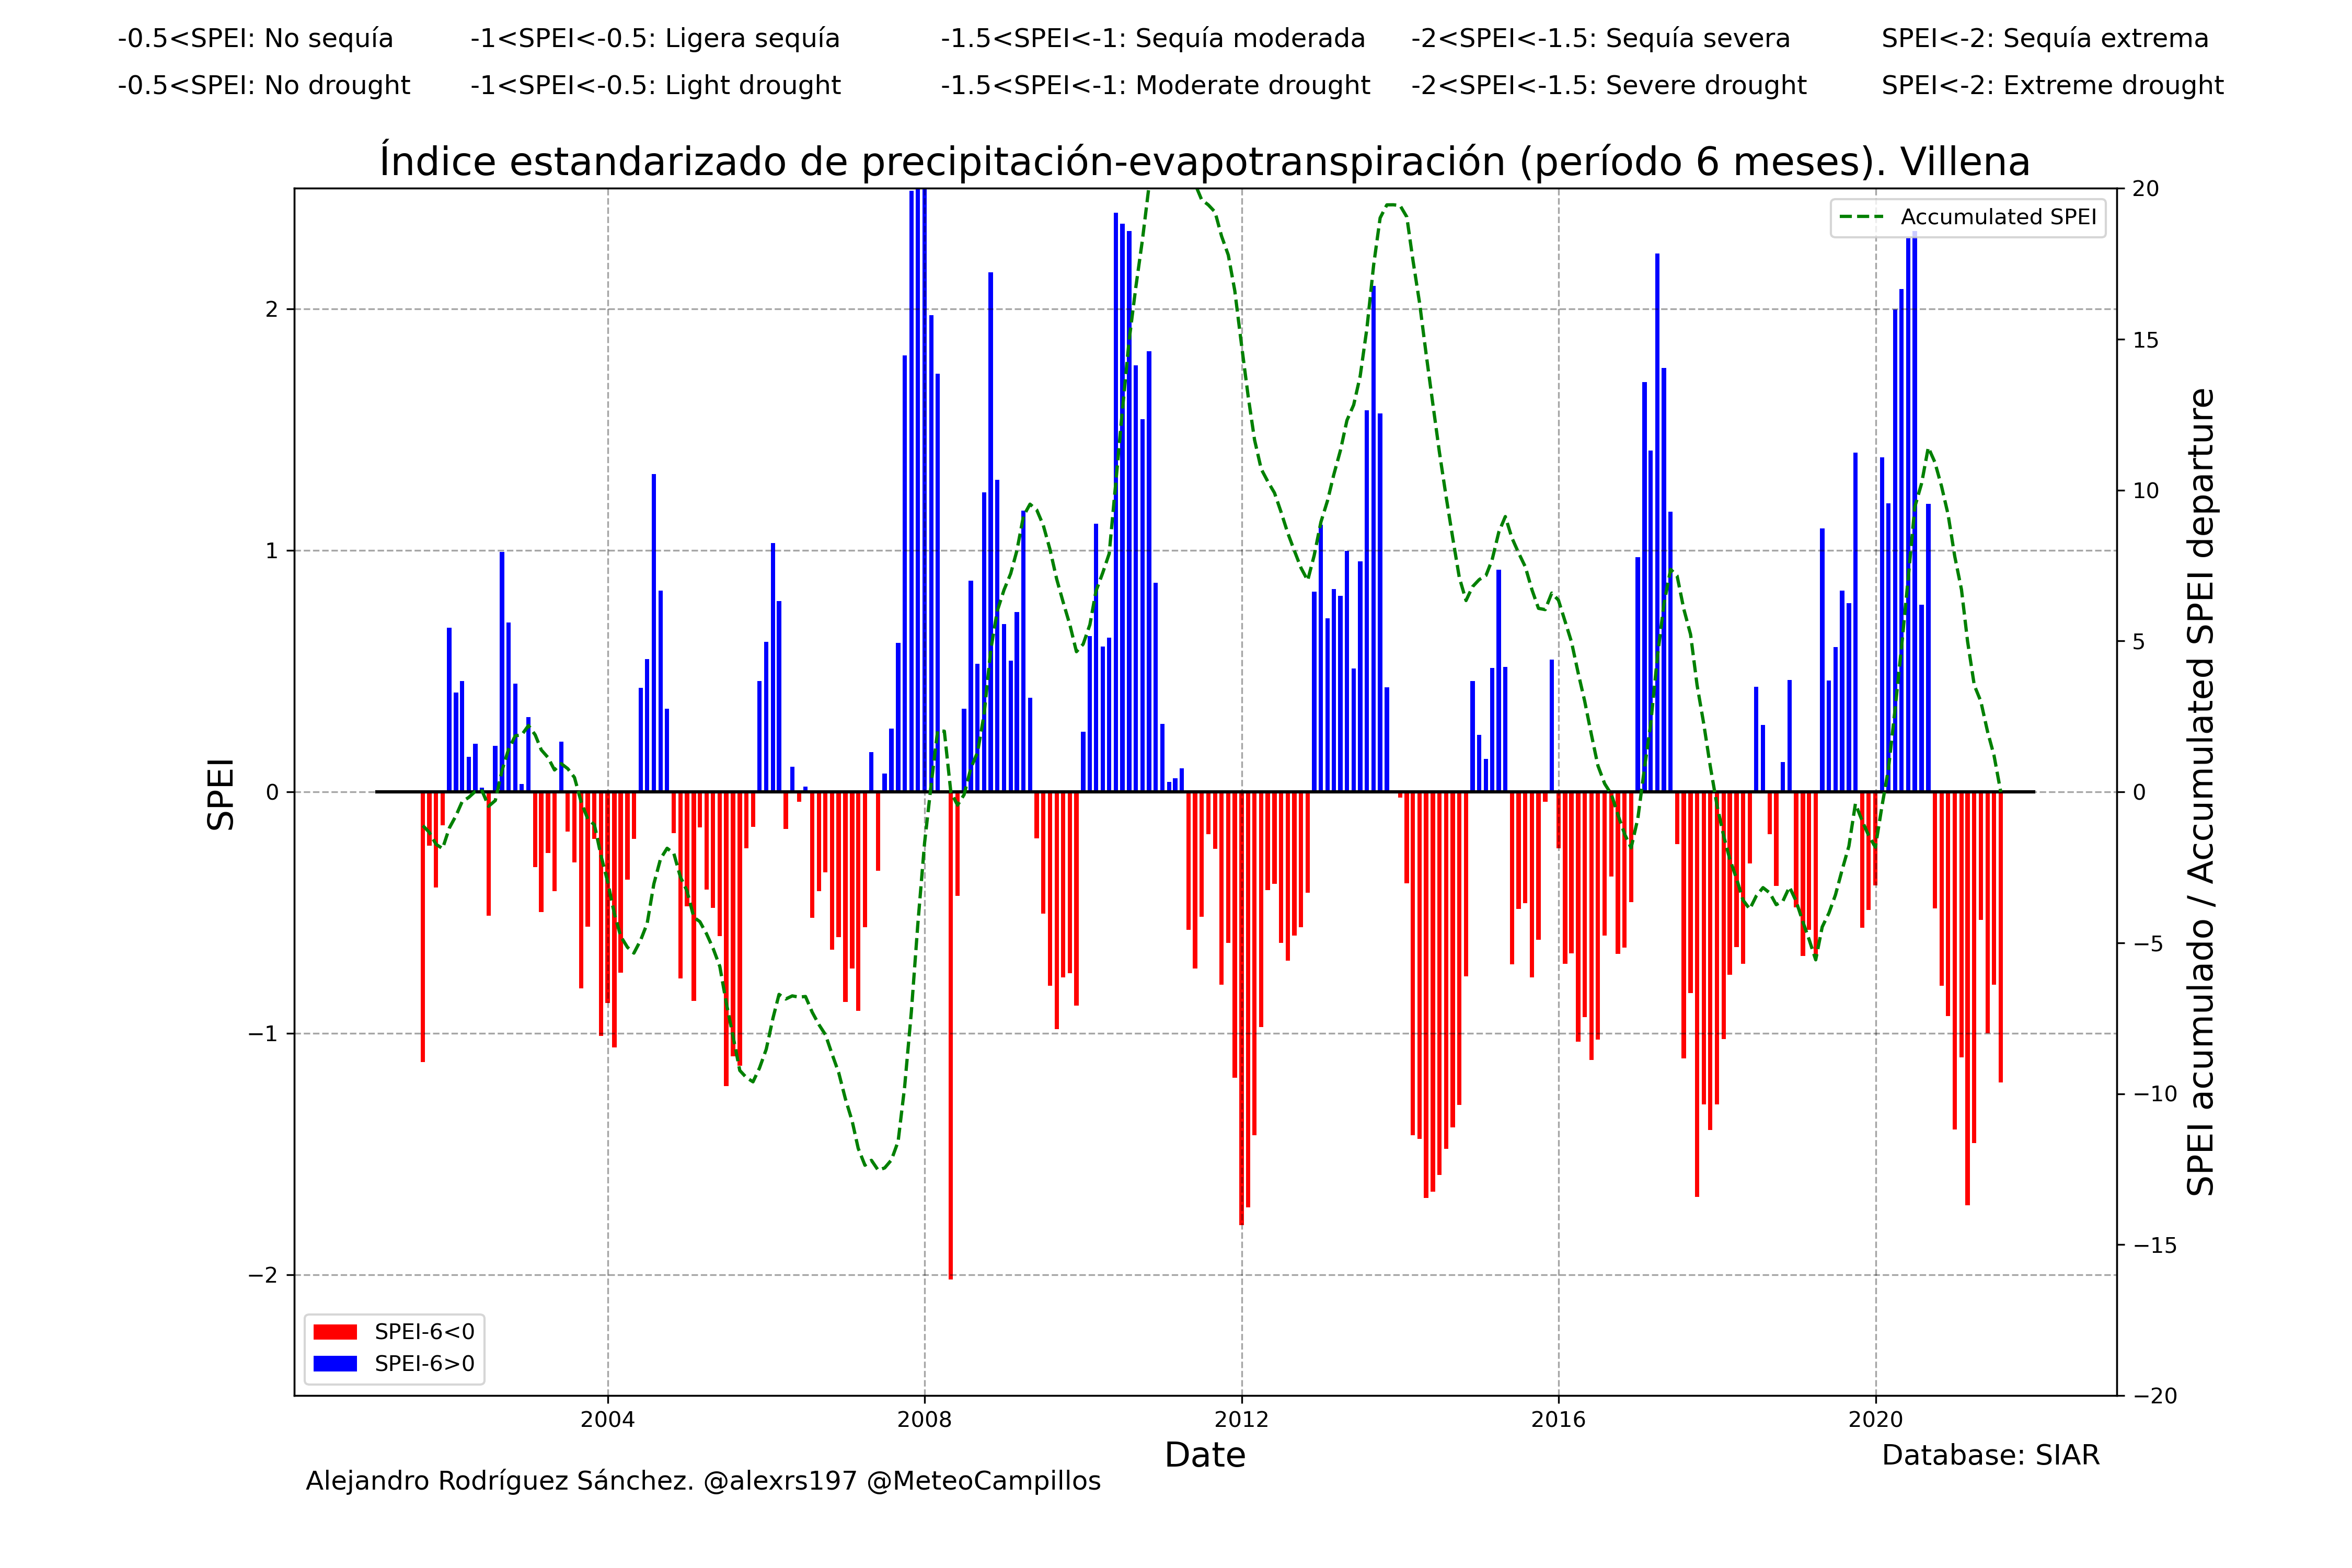 -0.5<SPEI: No sequía -1<SPEI<-0.5: Ligera sequía -1.5<SPEI<-1: Sequía moderada -2<SPEI<-1.5: Sequía severa SPEI<-2: Sequía extrema
-0.5<SPEI: No drought -1<SPEI<-0.5: Light drought -1.5<SPEI<-1: Moderate drought -2<SPEI<-1.5: Severe drought SPEI<-2: Extreme drought
Índice estandarizado de precipitación-evapotranspiración (período 6 meses). Villena
Accumulated SPEI
SPEI
2
1
0
−1
−2
20
15
10
5
0
−5
−10
−15
−20
SPEI acumulado / Accumulated SPEI departure
SPEI-6<0
SPEI-6>0
2004 2008 2012 2016 2020
Date
Database: SIAR
Alejandro Rodríguez Sánchez. @alexrs197 @MeteoCampillos